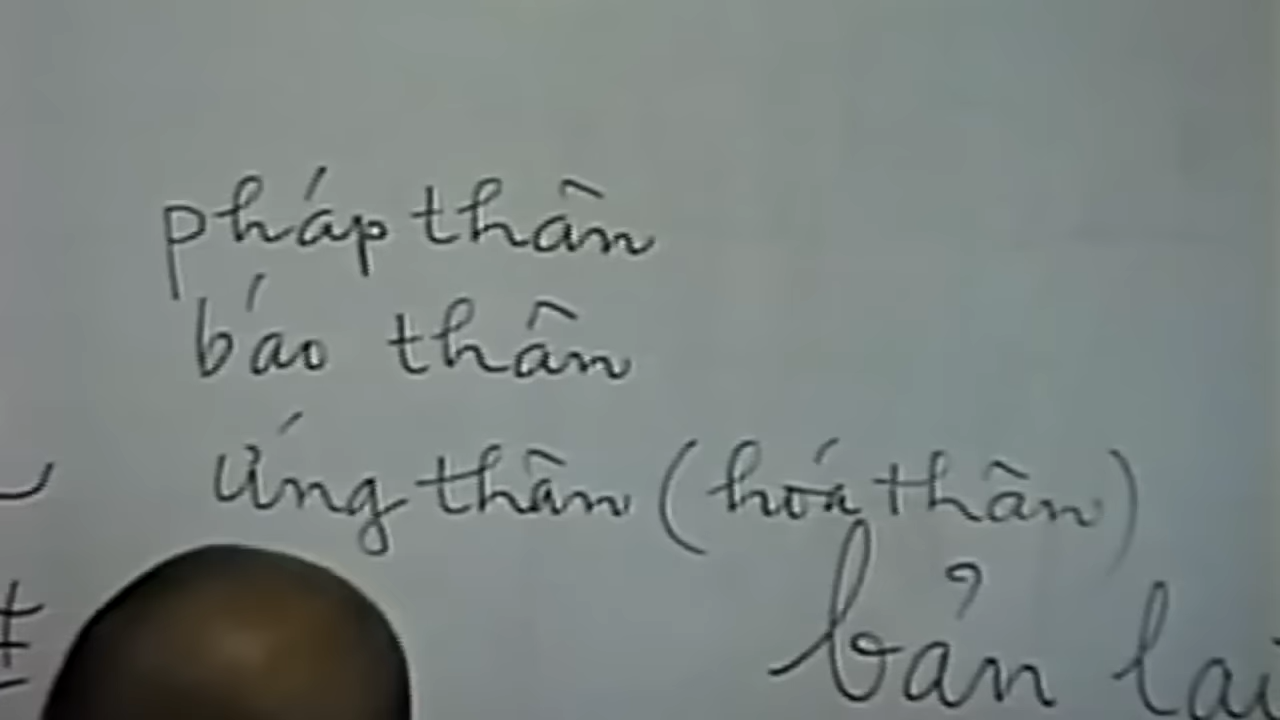 pháp thân
báo thân
ứng thân (hóa thân)
bản lai